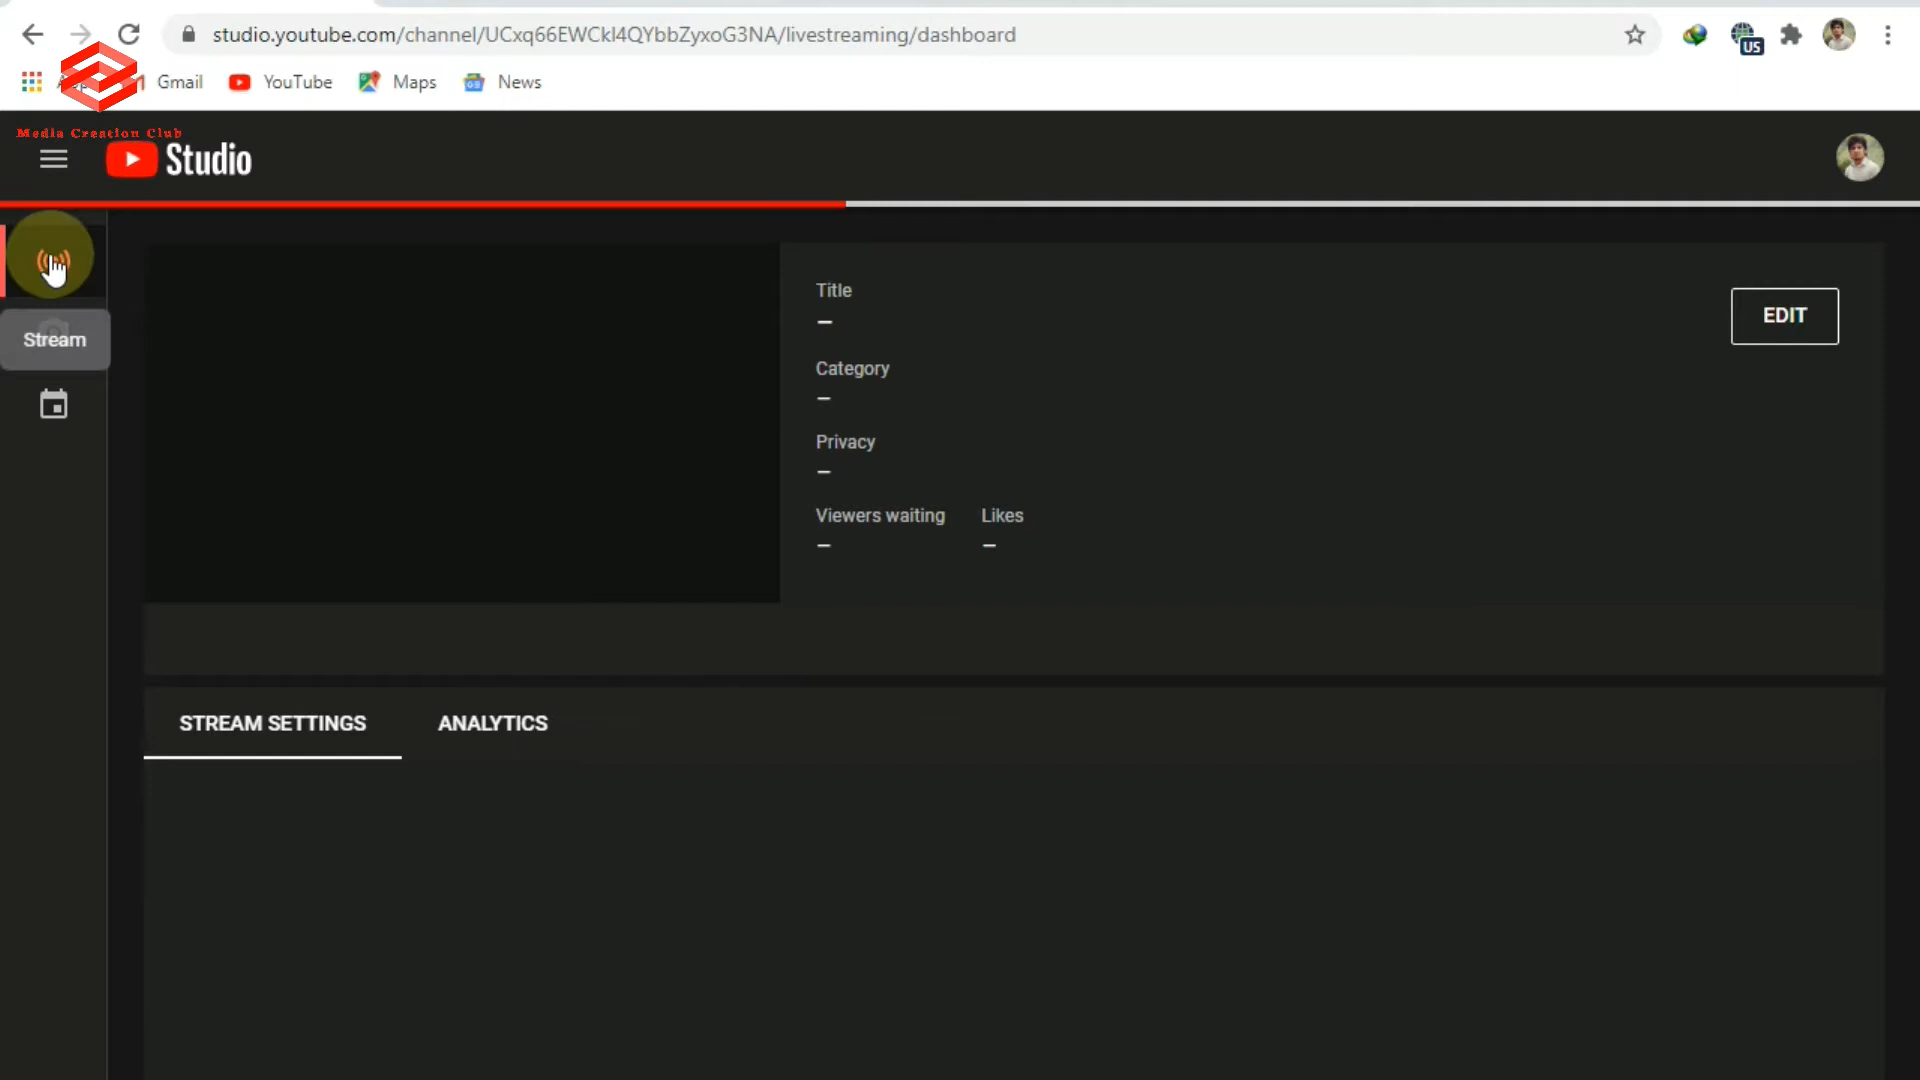 studio.youtube.com/channel/UCxq66EWCkI4QYbbZyxoG3NA/livestreaming/dashboard
US
Gmail
YouTube
Maps
News
Media Creation Club
Studio
Stream
Title
–
EDIT
Category
–
Privacy
–
Viewers waiting Likes
– –
STREAM SETTINGS ANALYTICS